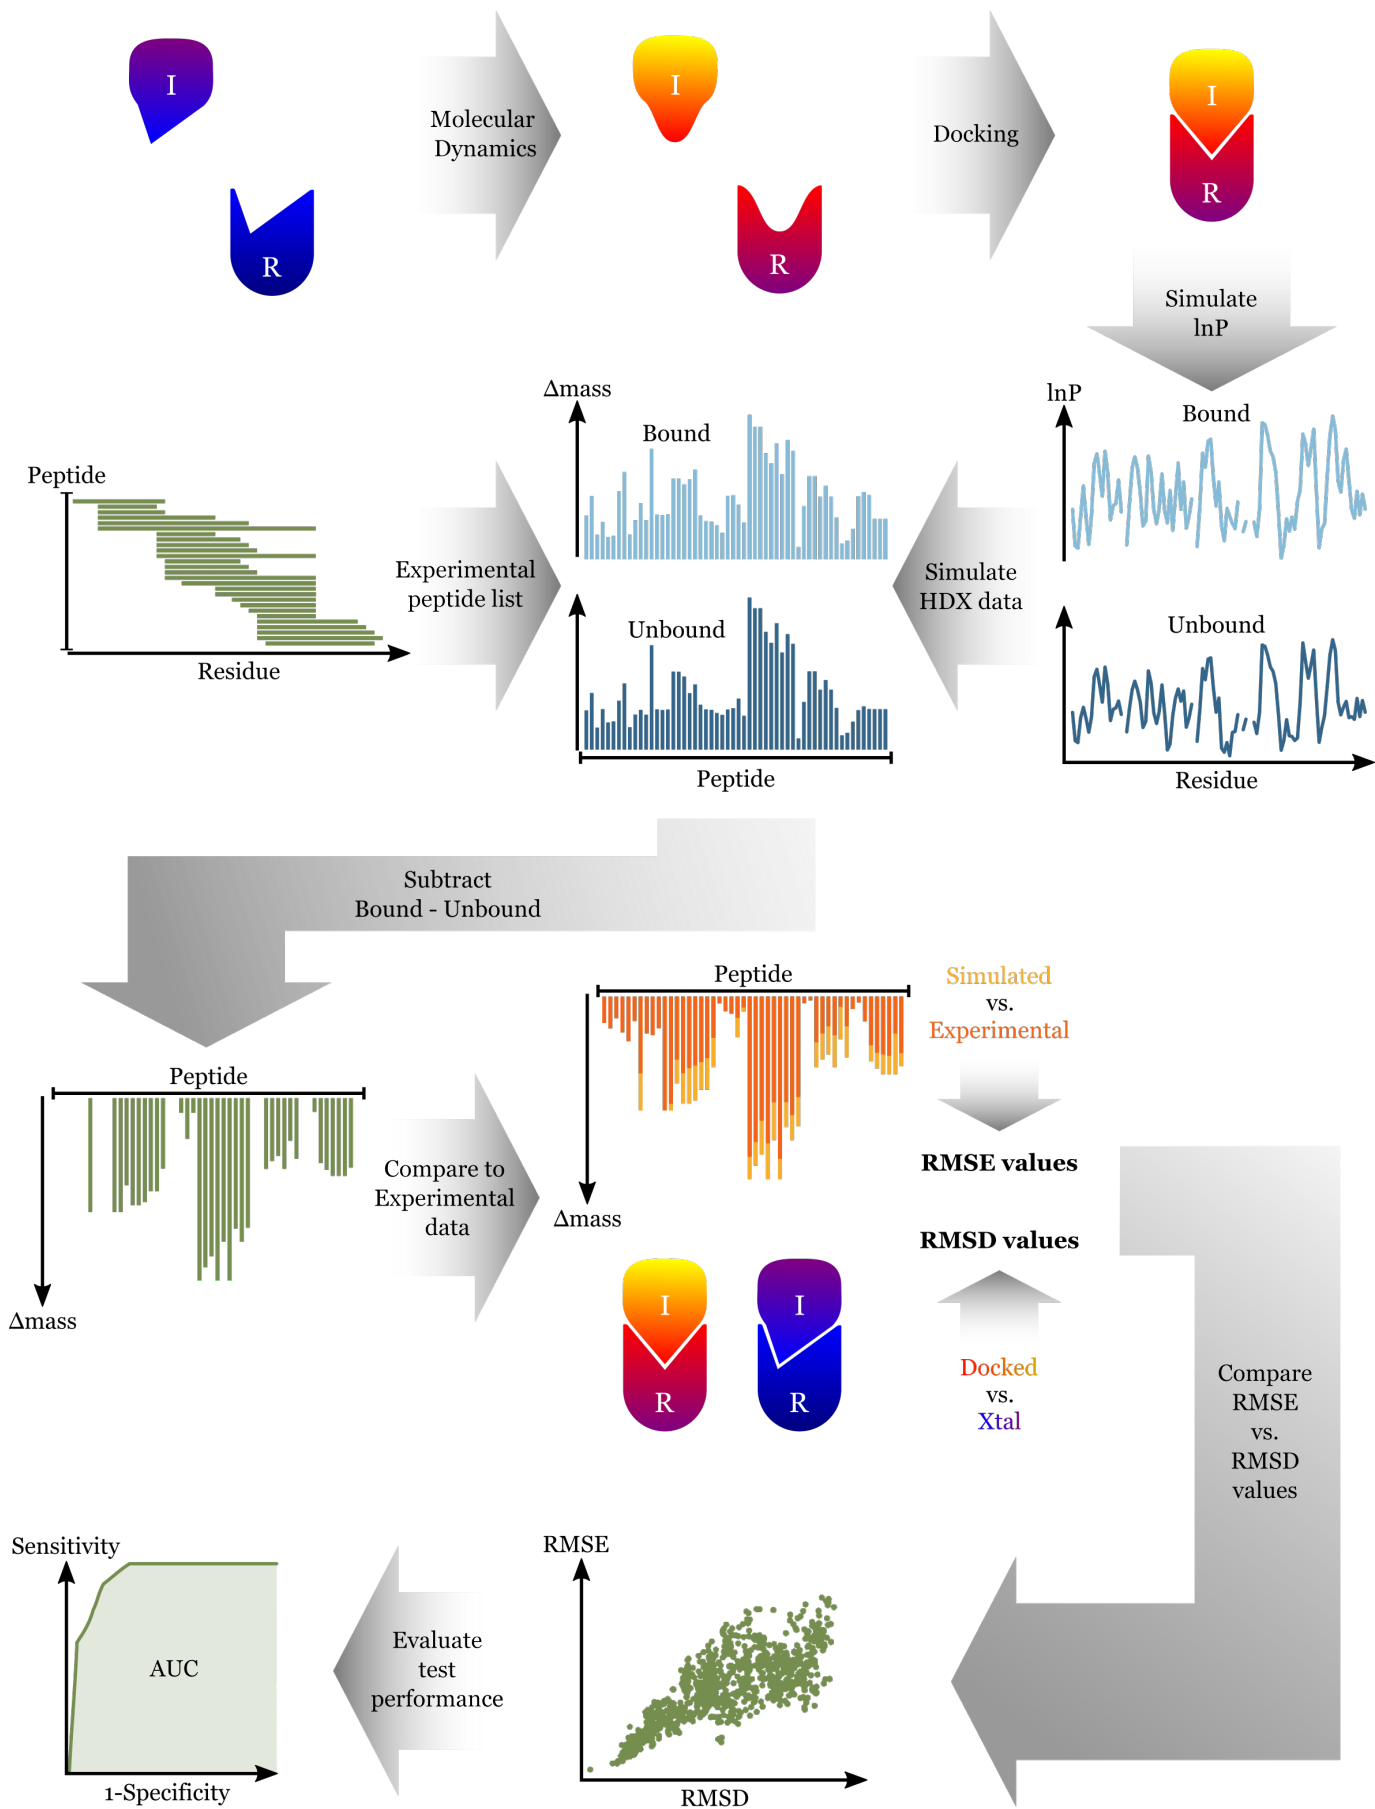 I
R
Molecular
Dynamics
I
R
Docking
I
R
Simulate
lnP
Peptide
Residue
Experimental
peptide list
Δmass
Bound
Unbound
Peptide
Simulate
HDX data
lnP
Bound
Unbound
Residue
Subtract
Bound - Unbound
Peptide
Δmass
Compare to
Experimental
data
Peptide
Δmass
Simulated
vs.
Experimental
RMSE values
RMSD values
I
R
I
R
Docked
vs.
Xtal
Compare
RMSE
vs.
RMSD
values
Sensitivity
AUC
1-Specificity
Evaluate
test
performance
RMSE
RMSD